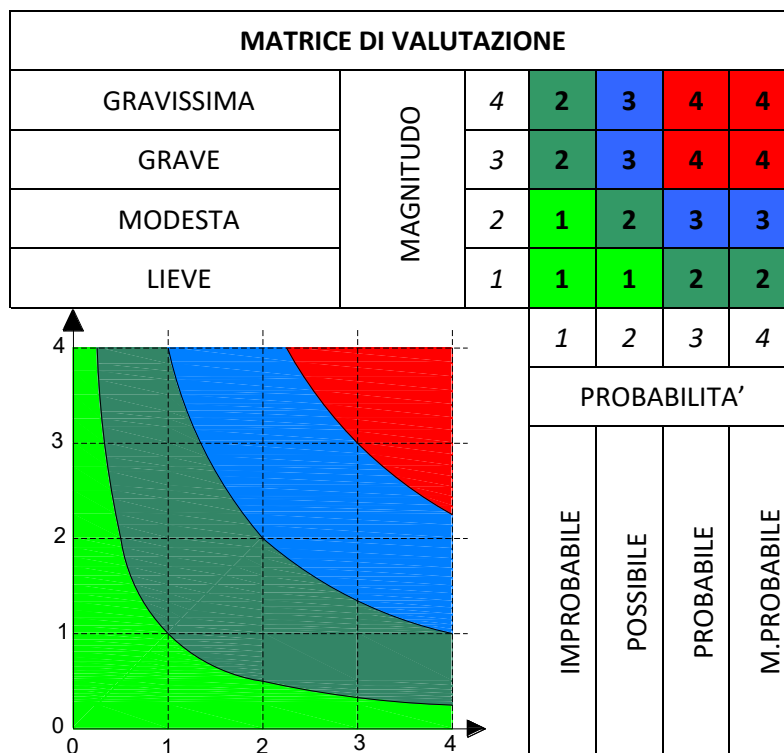 MATRICE DI VALUTAZIONE
GRAVISSIMA
MAGNITUDO
4 2 3 4 4
GRAVE
3 2 3 4 4
MODESTA
2 1 2 3 3
LIEVE
1 1 1 2 2
1 2 3 4
PROBABILITA’
IMPROBABILE
POSSIBILE
PROBABILE
M.PROBABILE
4
3
2
1
0
0 1 2 3 4